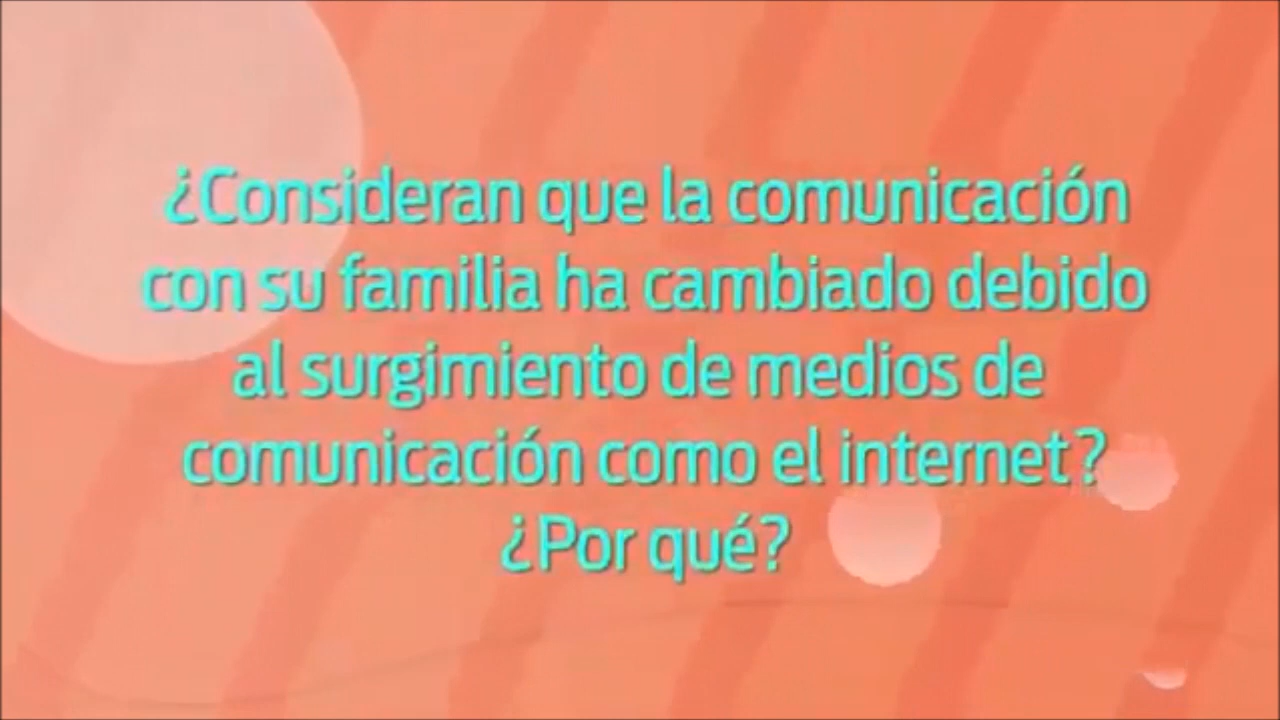 ¿Consideran que la comunicación
con su familia ha cambiado debido
al surgimiento de medios de
comunicación como el internet?
¿Por qué?